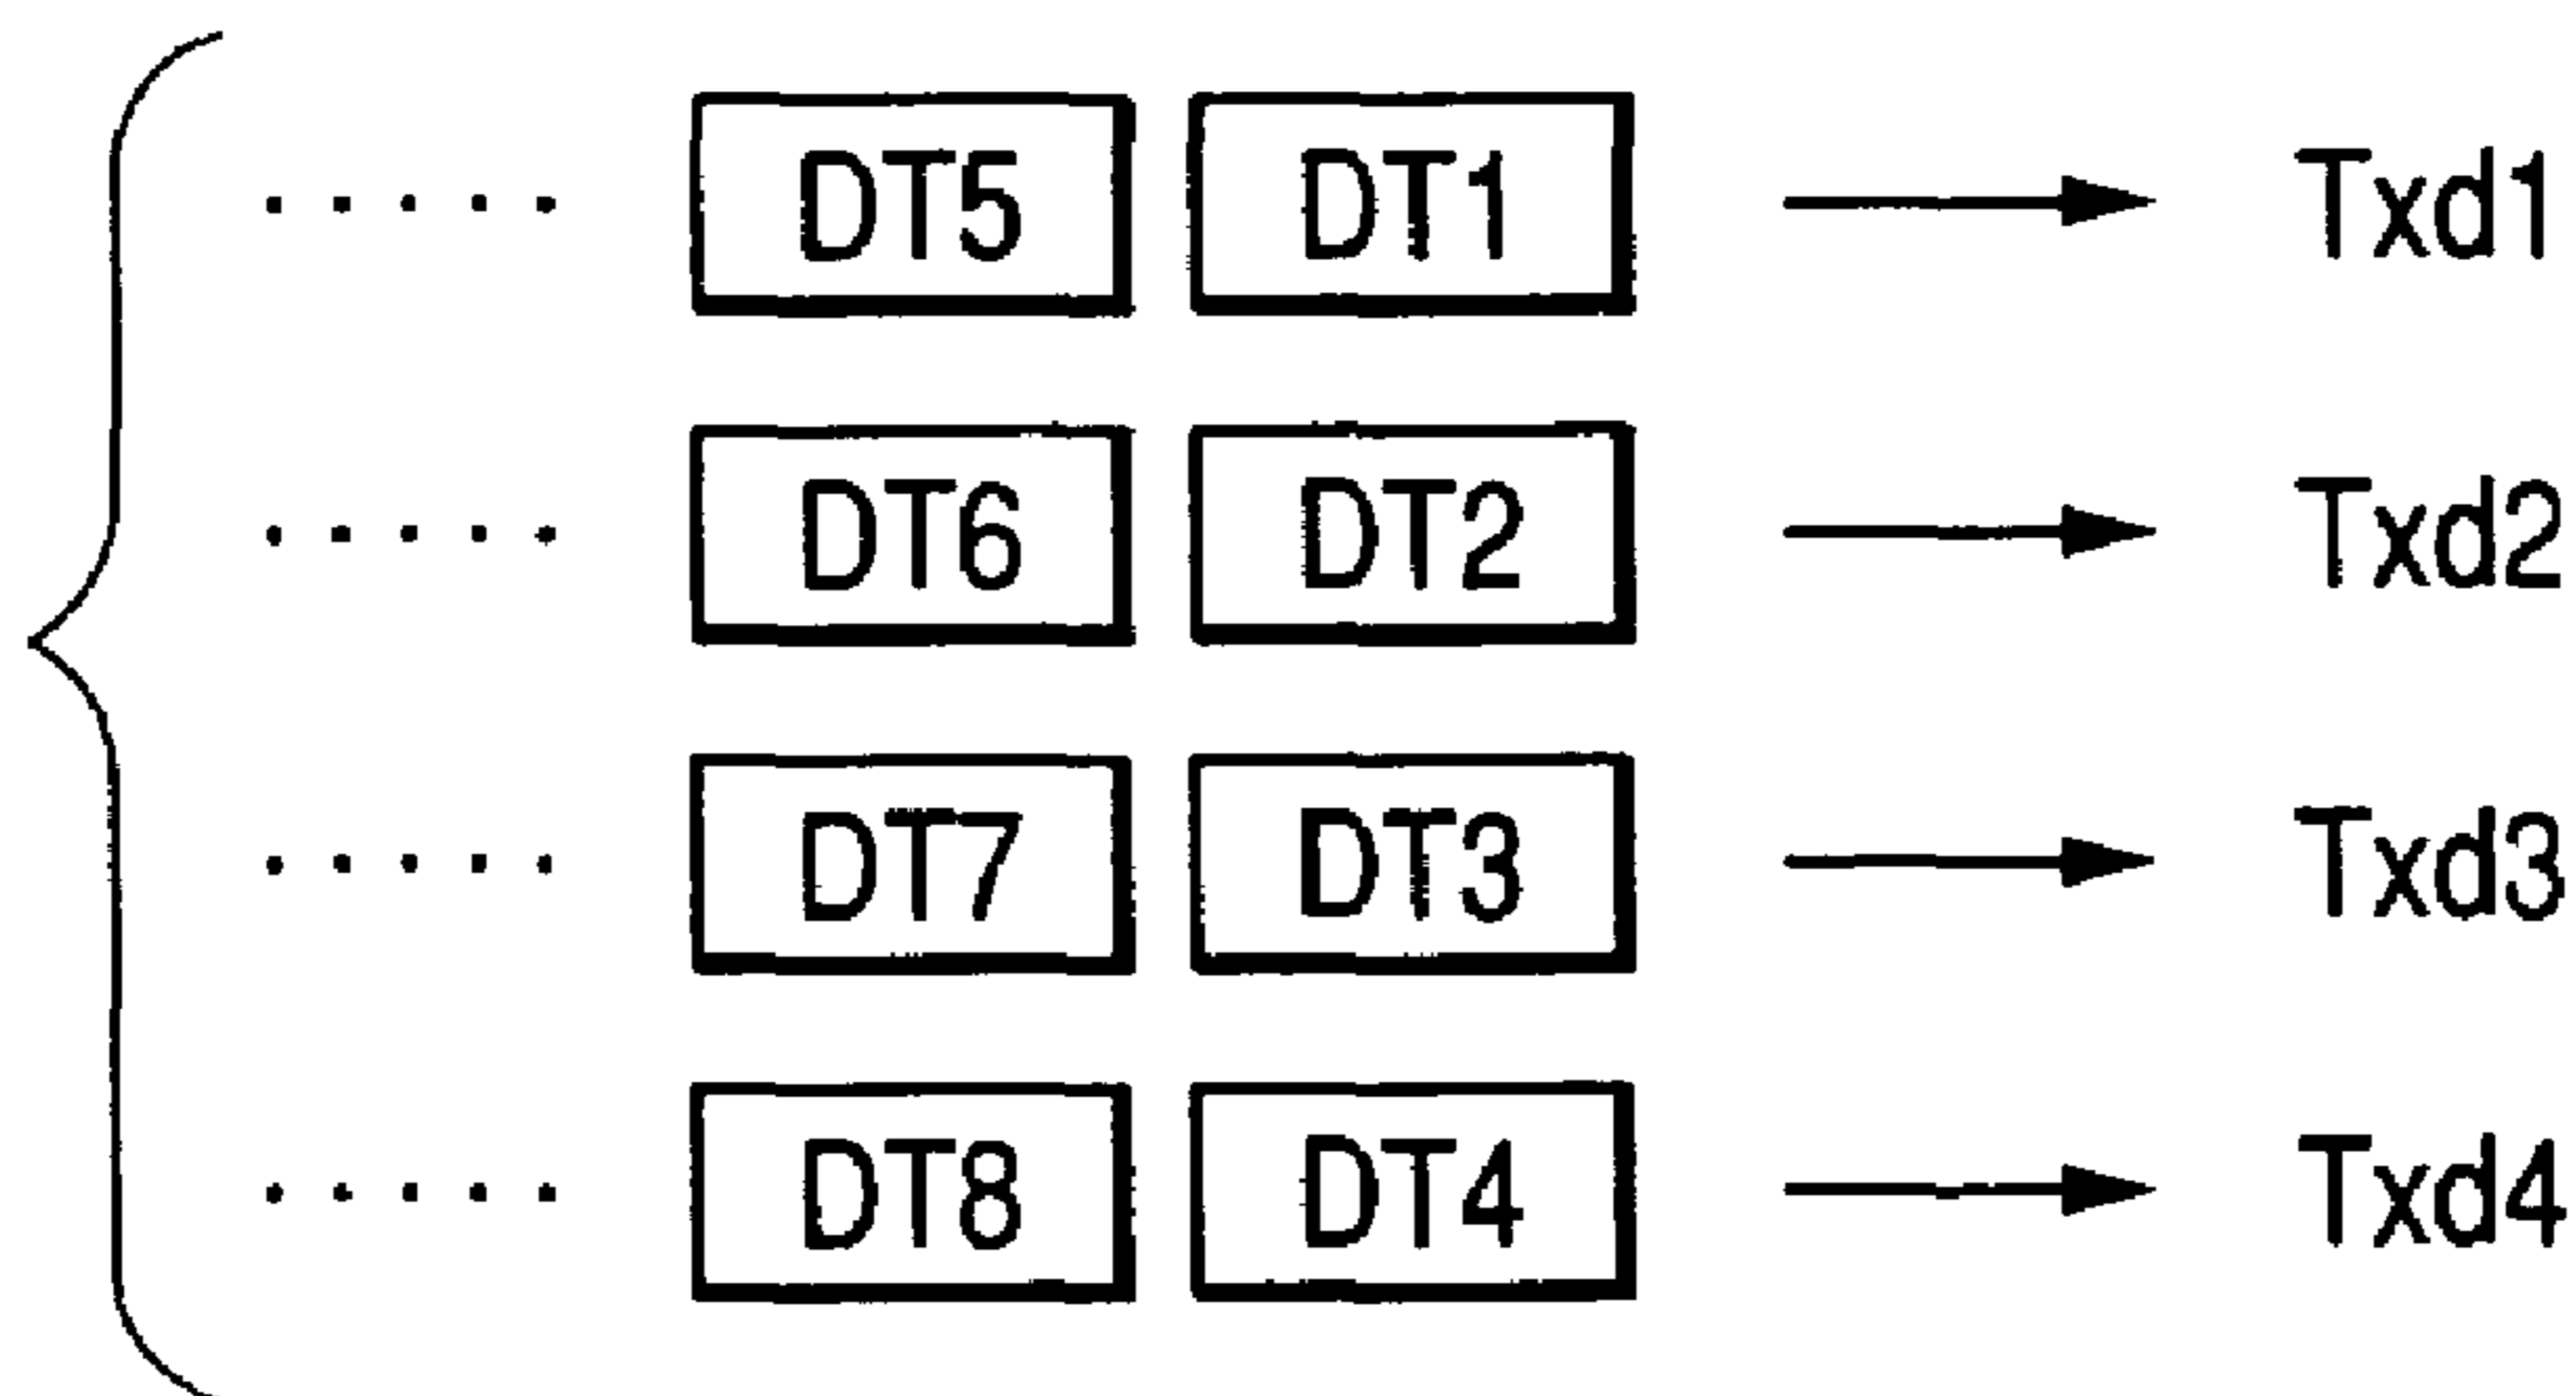 ..... DT5 DT1 Txd1
..... DT6 DT2 Txd2
..... DT7 DT3 Txd3
..... DT8 DT4 Txd4